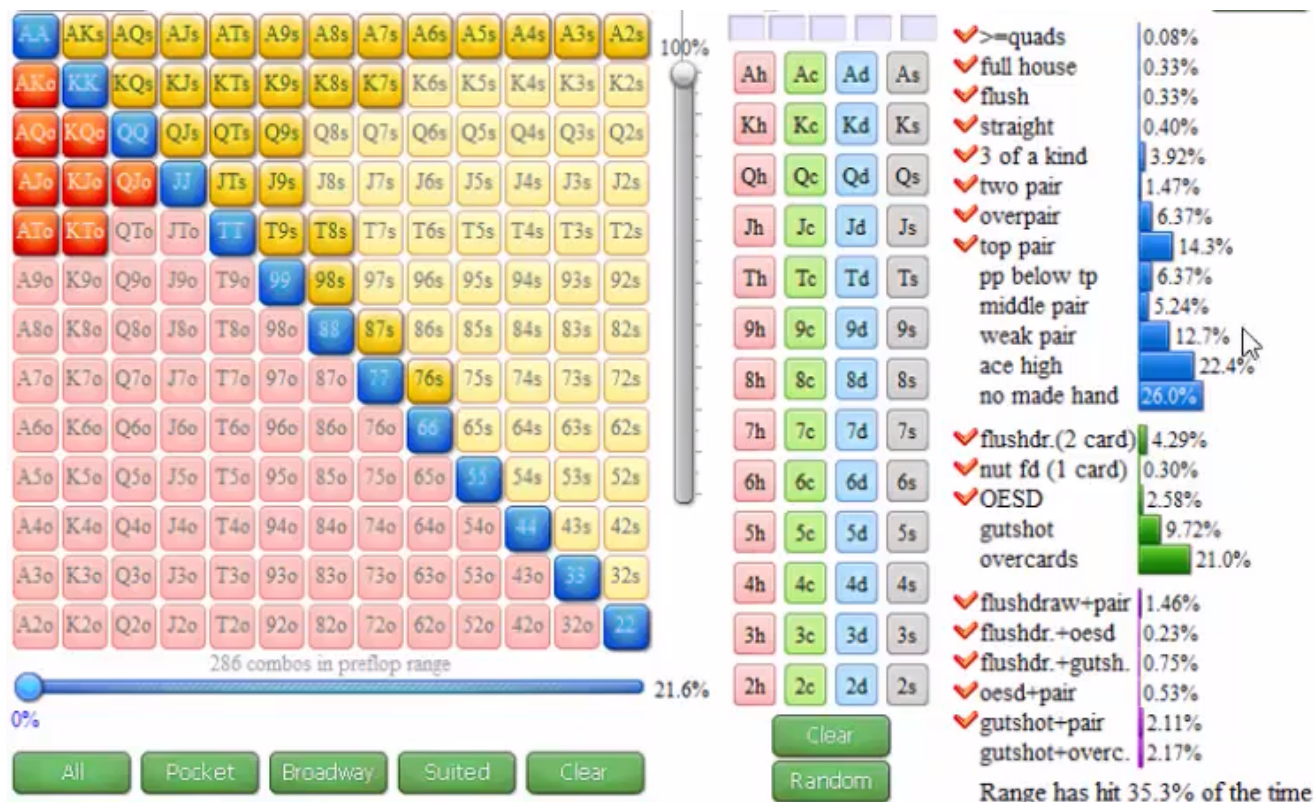 AA AKs AQs AJs ATs A9s A8s A7s A6s A5s A4s A3s A2s
AKo KK KQs KJs KTs K9s K8s K7s K6s K5s K4s K3s K2s
AQo KQo QQ QJs QTs Q9s Q8s Q7s Q6s Q5s Q4s Q3s Q2s
AJo KJo QJo JJ JTs J9s J8s J7s J6s J5s J4s J3s J2s
ATo KTo QTo JTo TT T9s T8s T7s T6s T5s T4s T3s T2s
A9o K9o Q9o J9o T9o 99 98s 97s 96s 95s 94s 93s 92s
A8o K8o Q8o J8o T8o 98o 88 87s 86s 85s 84s 83s 82s
A7o K7o Q7o J7o T7o 97o 87o 77 76s 75s 74s 73s 72s
A6o K6o Q6o J6o T6o 96o 86o 76o 66 65s 64s 63s 62s
A5o K5o Q5o J5o T5o 95o 85o 75o 65o 55 54s 53s 52s
A4o K4o Q4o J4o T4o 94o 84o 74o 64o 54o 44 43s 42s
A3o K3o Q3o J3o T3o 93o 83o 73o 63o 53o 43o 33 32s
A2o K2o Q2o J2o T2o 92o 82o 72o 62o 52o 42o 32o 22
286 combos in preflop range
21.6%
0%
All Pocket Broadway Suited Clear
100%
Ah Ac Ad As
Kh Kc Kd Ks
Qh Qc Qd Qs
Jh Jc Jd Js
Th Tc Td Ts
9h 9c 9d 9s
8h 8c 8d 8s
7h 7c 7d 7s
6h 6c 6d 6s
5h 5c 5d 5s
4h 4c 4d 4s
3h 3c 3d 3s
2h 2c 2d 2s
Clear
Random
>=quads 0.08%
full house 0.33%
flush 0.33%
straight 0.40%
3 of a kind 3.92%
two pair 1.47%
overpair 6.37%
top pair 14.3%
pp below tp 6.37%
middle pair 5.24%
weak pair 12.7%
ace high 22.4%
no made hand 26.0%
flushdr.(2 card) 4.29%
nut fd (1 card) 0.30%
OESD 2.58%
gutshot 9.72%
overcards 21.0%
flushdraw+pair 1.46%
flushdr.+oesd 0.23%
flushdr.+gutsh. 0.75%
oesd+pair 0.53%
gutshot+pair 2.11%
gutshot+overc. 2.17%
Range has hit 35.3% of the time